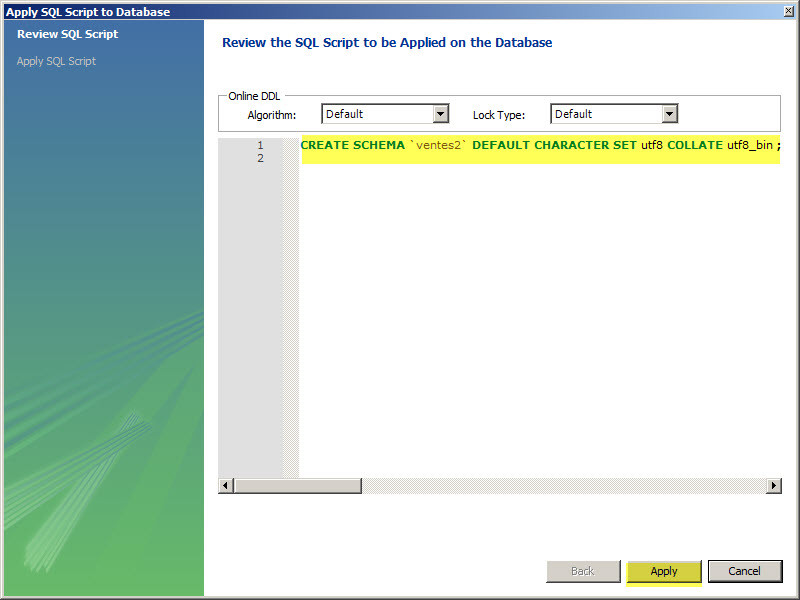 Apply SQL Script to Database
Review SQL Script
Apply SQL Script
Review the SQL Script to be Applied on the Database
Online DDL
Algorithm: Default Lock Type: Default
1 CREATE SCHEMA `ventes2` DEFAULT CHARACTER SET utf8 COLLATE utf8_bin ;
2
Back Apply Cancel